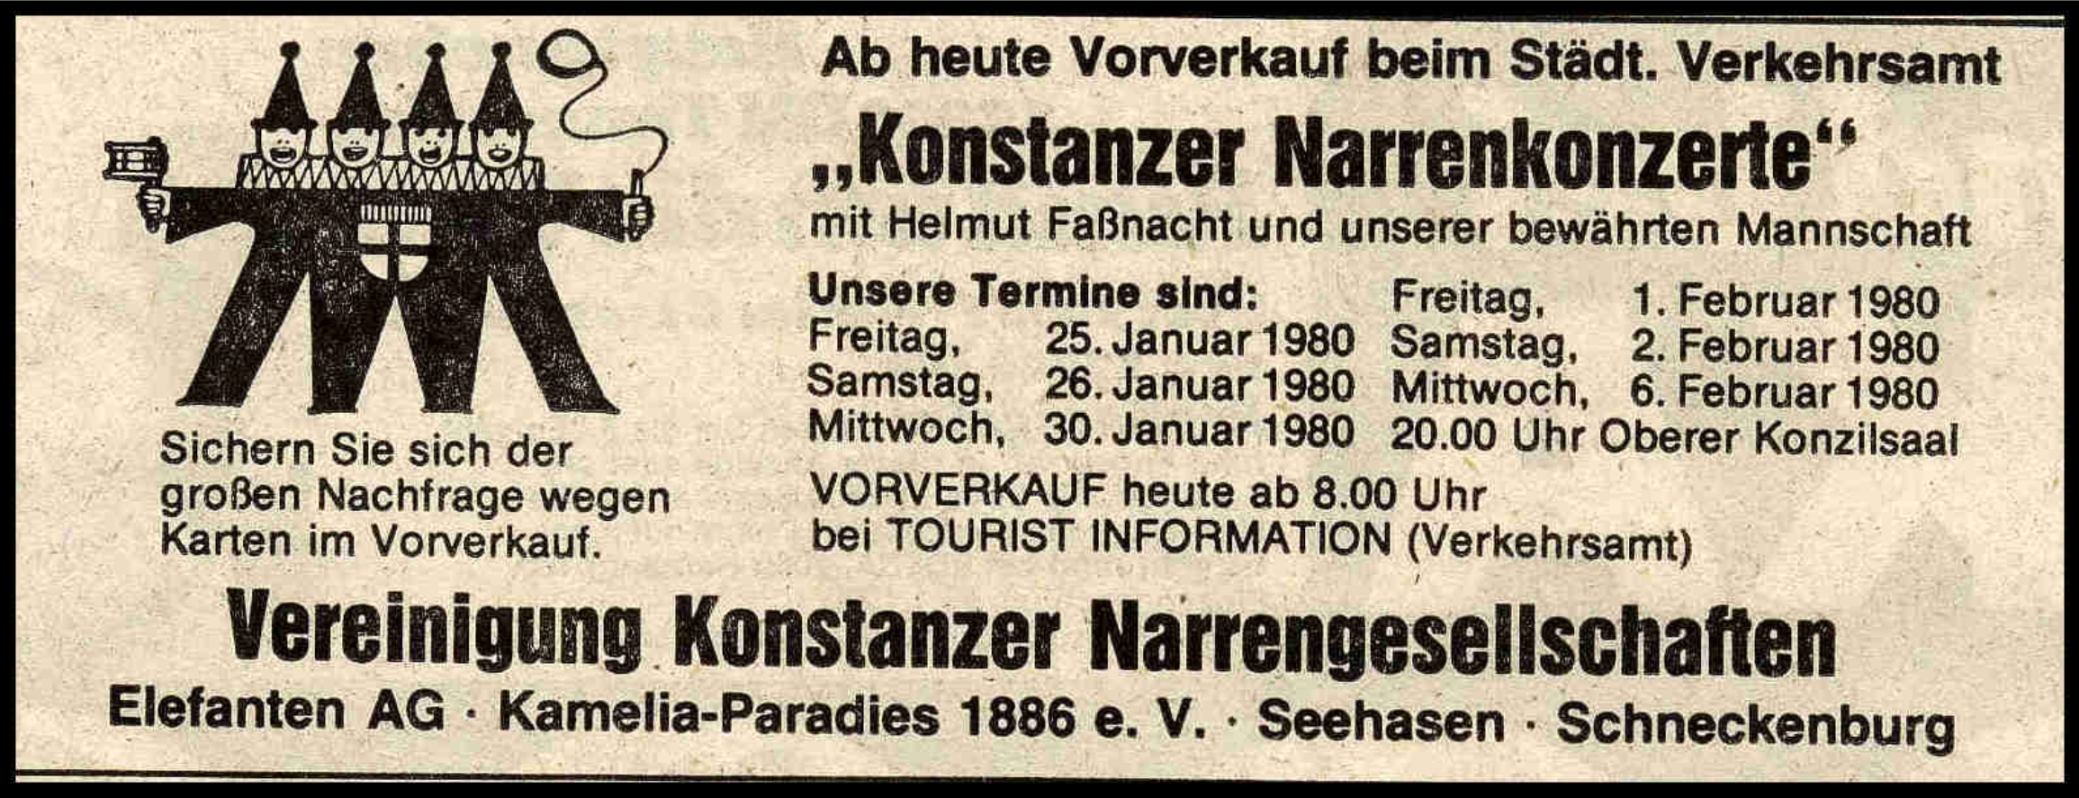 Ab heute Vorverkauf beim Städt. Verkehrsamt
„Konstanzer Narrenkonzerte“
mit Helmut Faßnacht und unserer bewährten Mannschaft
Unsere Termine sind:
Freitag, 25. Januar 1980
Samstag, 26. Januar 1980
Mittwoch, 30. Januar 1980
Freitag, 1. Februar 1980
Samstag, 2. Februar 1980
Mittwoch, 6. Februar 1980
20.00 Uhr Oberer Konzilsaal
VORVERKAUF heute ab 8.00 Uhr
bei TOURIST INFORMATION (Verkehrsamt)
Sichern Sie sich der
großen Nachfrage wegen
Karten im Vorverkauf.
Vereinigung Konstanzer Narrengesellschaften
Elefanten AG · Kamelia-Paradies 1886 e. V. · Seehasen · Schneckenburg